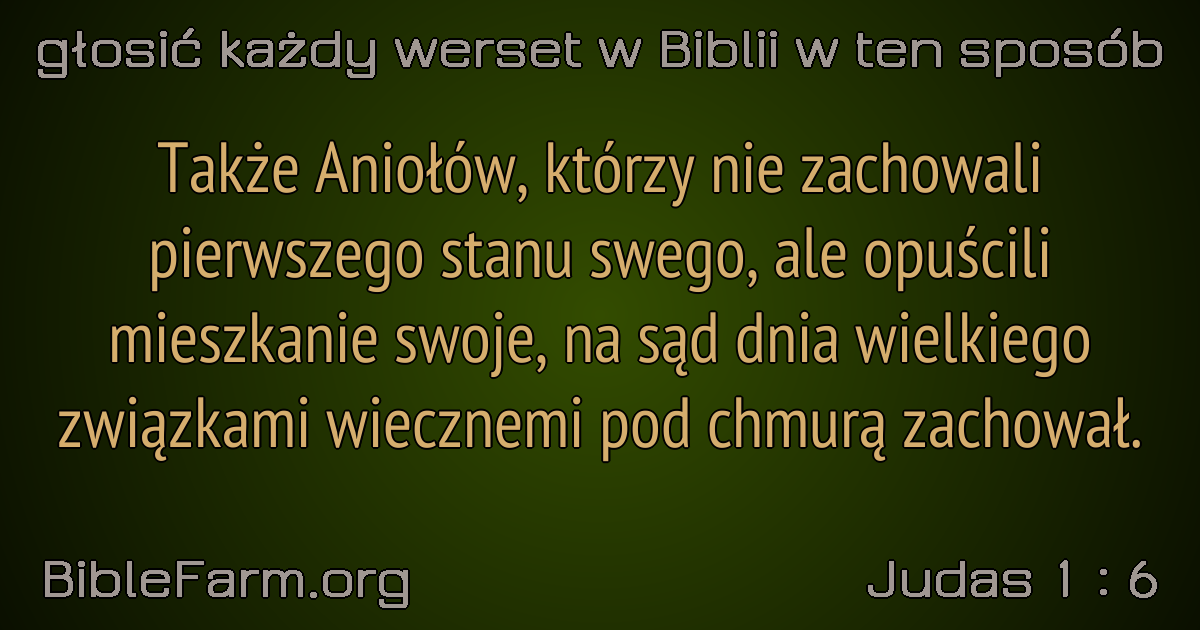 głosić każdy werset w Biblii w ten sposób
Także Aniołów, którzy nie zachowali
pierwszego stanu swego, ale opuścili
mieszkanie swoje, na sąd dnia wielkiego
związkami wiecznemi pod chmurą zachował.
BibleFarm.org
Judas 1 : 6